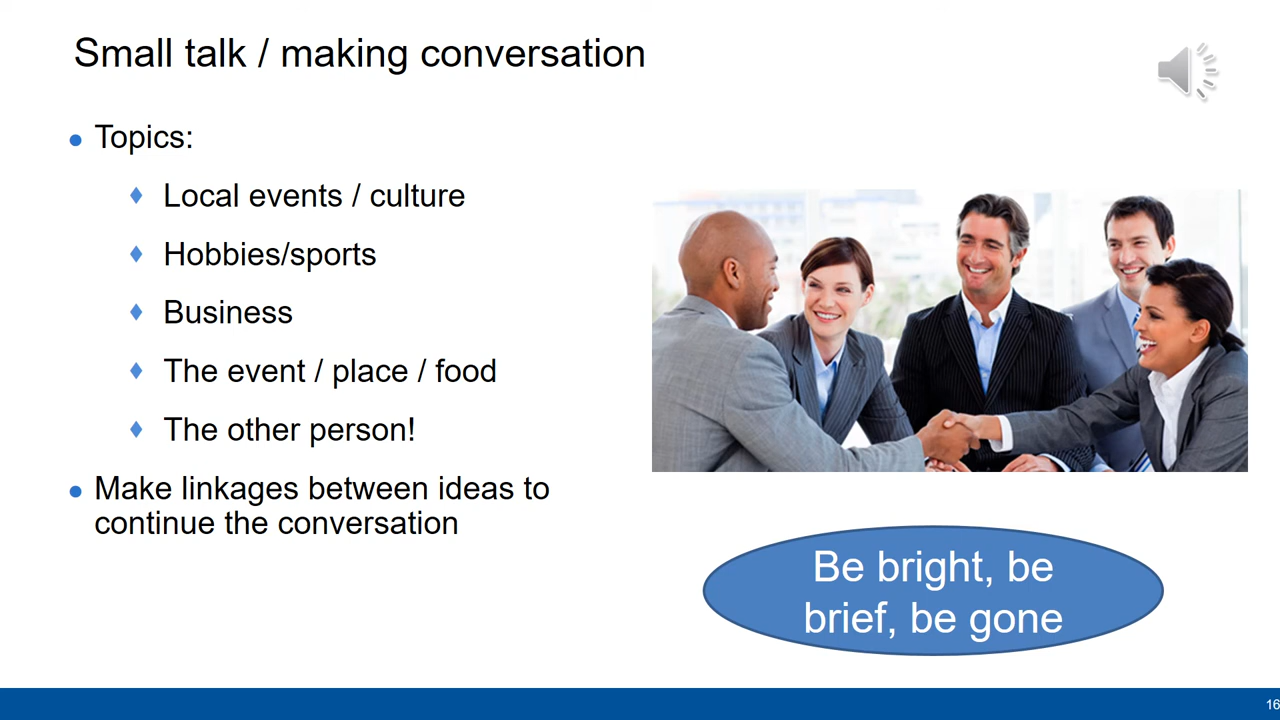 Small talk / making conversation
Topics:
Local events / culture
Hobbies/sports
Business
The event / place / food
The other person!
Make linkages between ideas to
continue the conversation
Be bright, be
brief, be gone
16